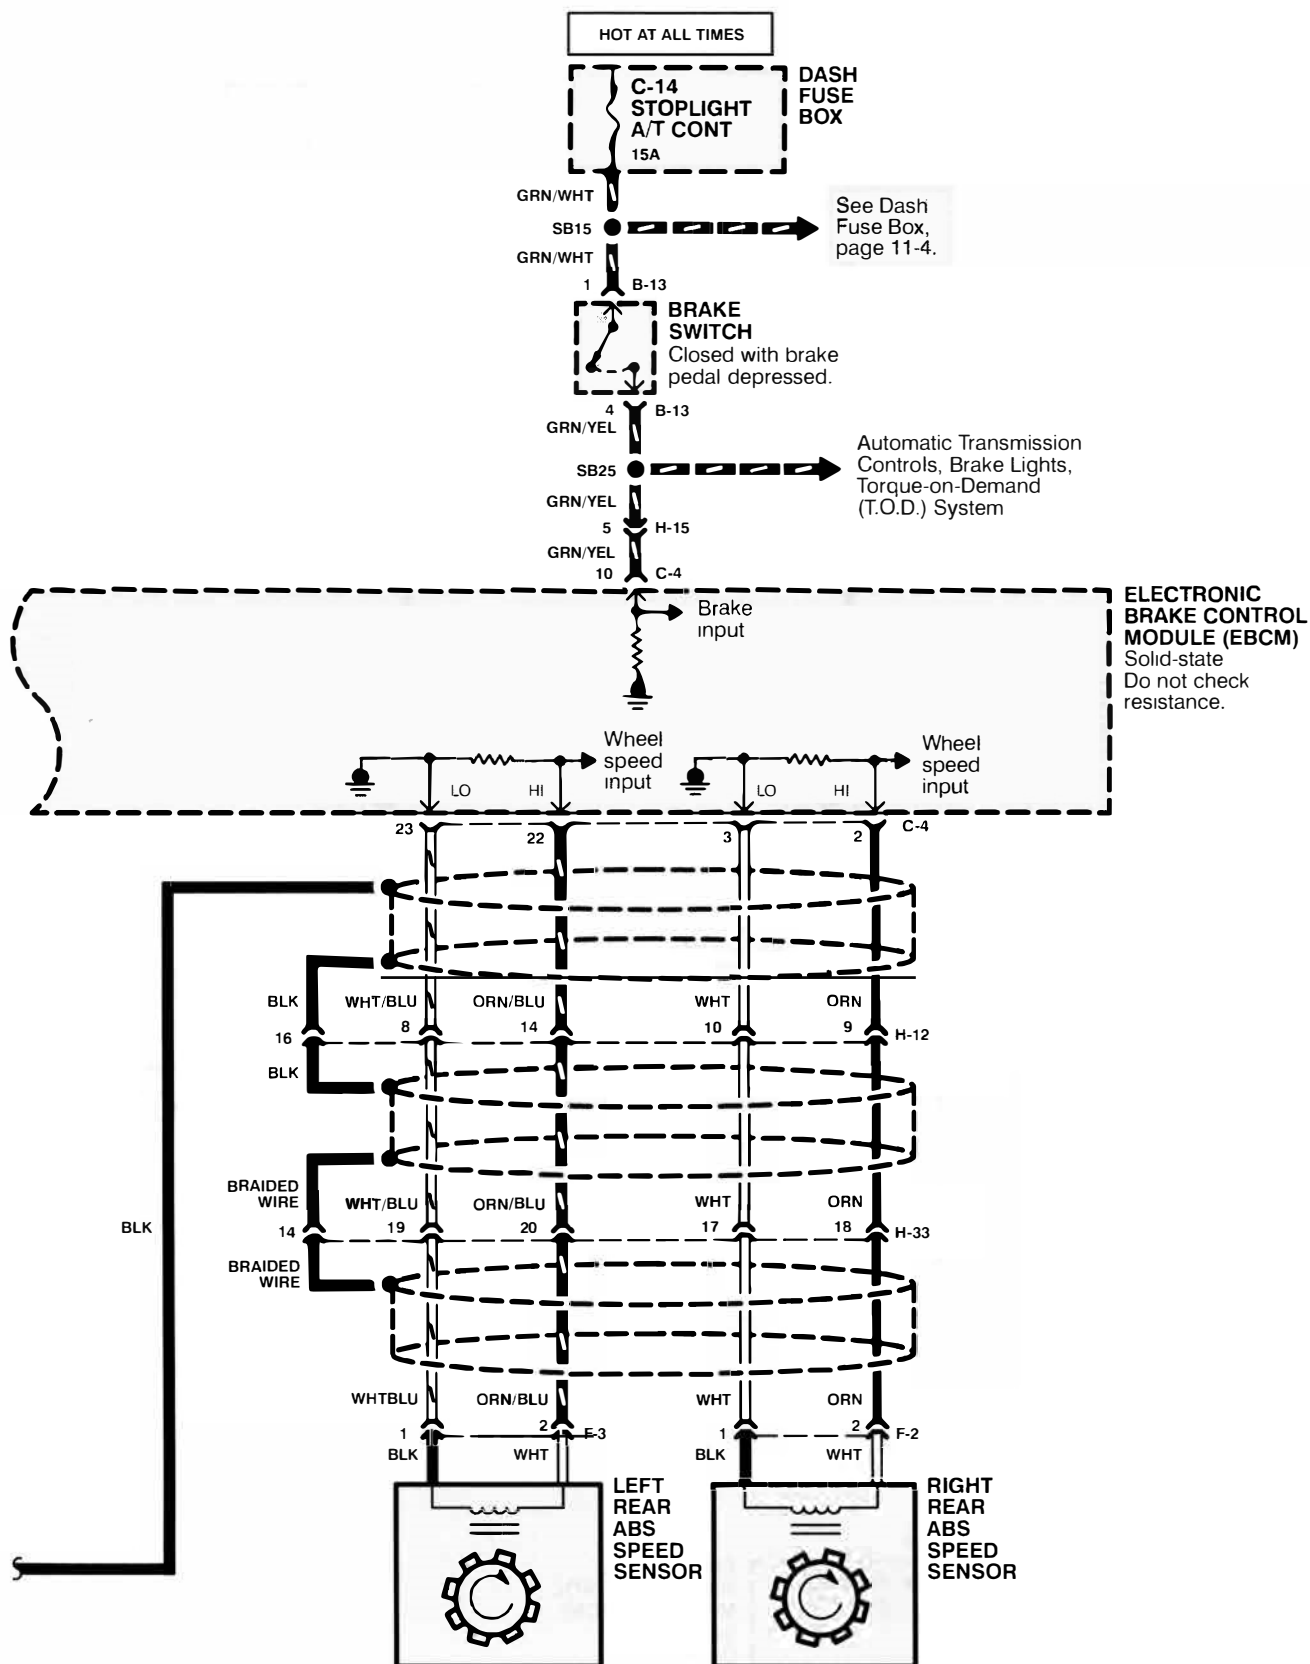 HOT AT ALL TIMES
C-14
STOPLIGHT
A/T CONT
15A
DASH
FUSE
BOX
GRN/WHT
SB15
See Dash
Fuse Box,
page 11-4.
GRN/WHT
1
B-13
BRAKE
SWITCH
Closed with brake
pedal depressed.
4
B-13
GRN/YEL
SB25
Automatic Transmission
Controls, Brake Lights,
Torque-on-Demand
(T.O.D.) System
GRN/YEL
5
H-15
GRN/YEL
10
C-4
Brake
input
ELECTRONIC
BRAKE CONTROL
MODULE (EBCM)
Solid-state
Do not check
resistance.
Wheel
speed
input
Wheel
speed
input
LO
HI
LO
HI
23
22
3
2
C-4
BLK
WHT/BLU
ORN/BLU
WHT
ORN
16
8
14
10
9
H-12
BLK
BRAIDED
WIRE
WHT/BLU
ORN/BLU
WHT
ORN
BLK
14
19
20
17
18
H-33
BRAIDED
WIRE
WHTBLU
ORN/BLU
WHT
ORN
1
2
F-3
1
2
F-2
BLK
WHT
BLK
WHT
LEFT
REAR
ABS
SPEED
SENSOR
RIGHT
REAR
ABS
SPEED
SENSOR